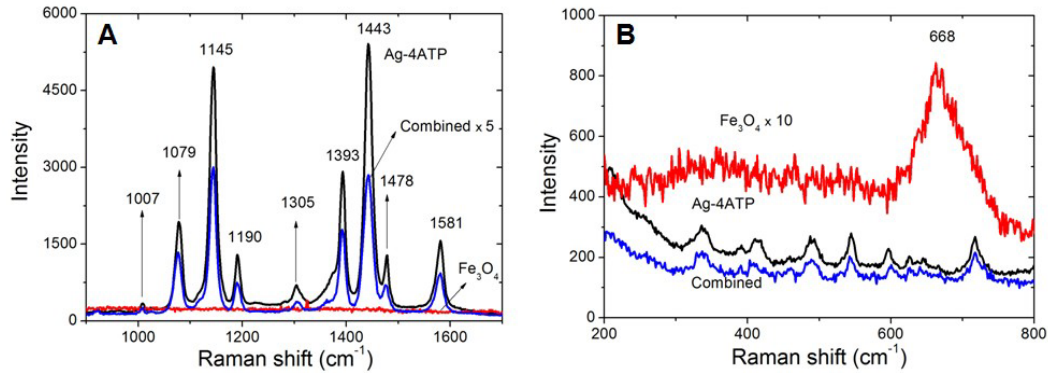 A
6000
4500
3000
1500
0
Intensity
1007
1079
1145
1190
1305
1393
1443
1478
1581
Ag-4ATP
Combined x 5
Fe₃O₄
1000
1200
1400
1600
Raman shift (cm⁻¹)
B
1000
800
600
400
200
0
Intensity
668
Fe₃O₄ x 10
Ag-4ATP
Combined
200
400
600
800
Raman shift (cm⁻¹)